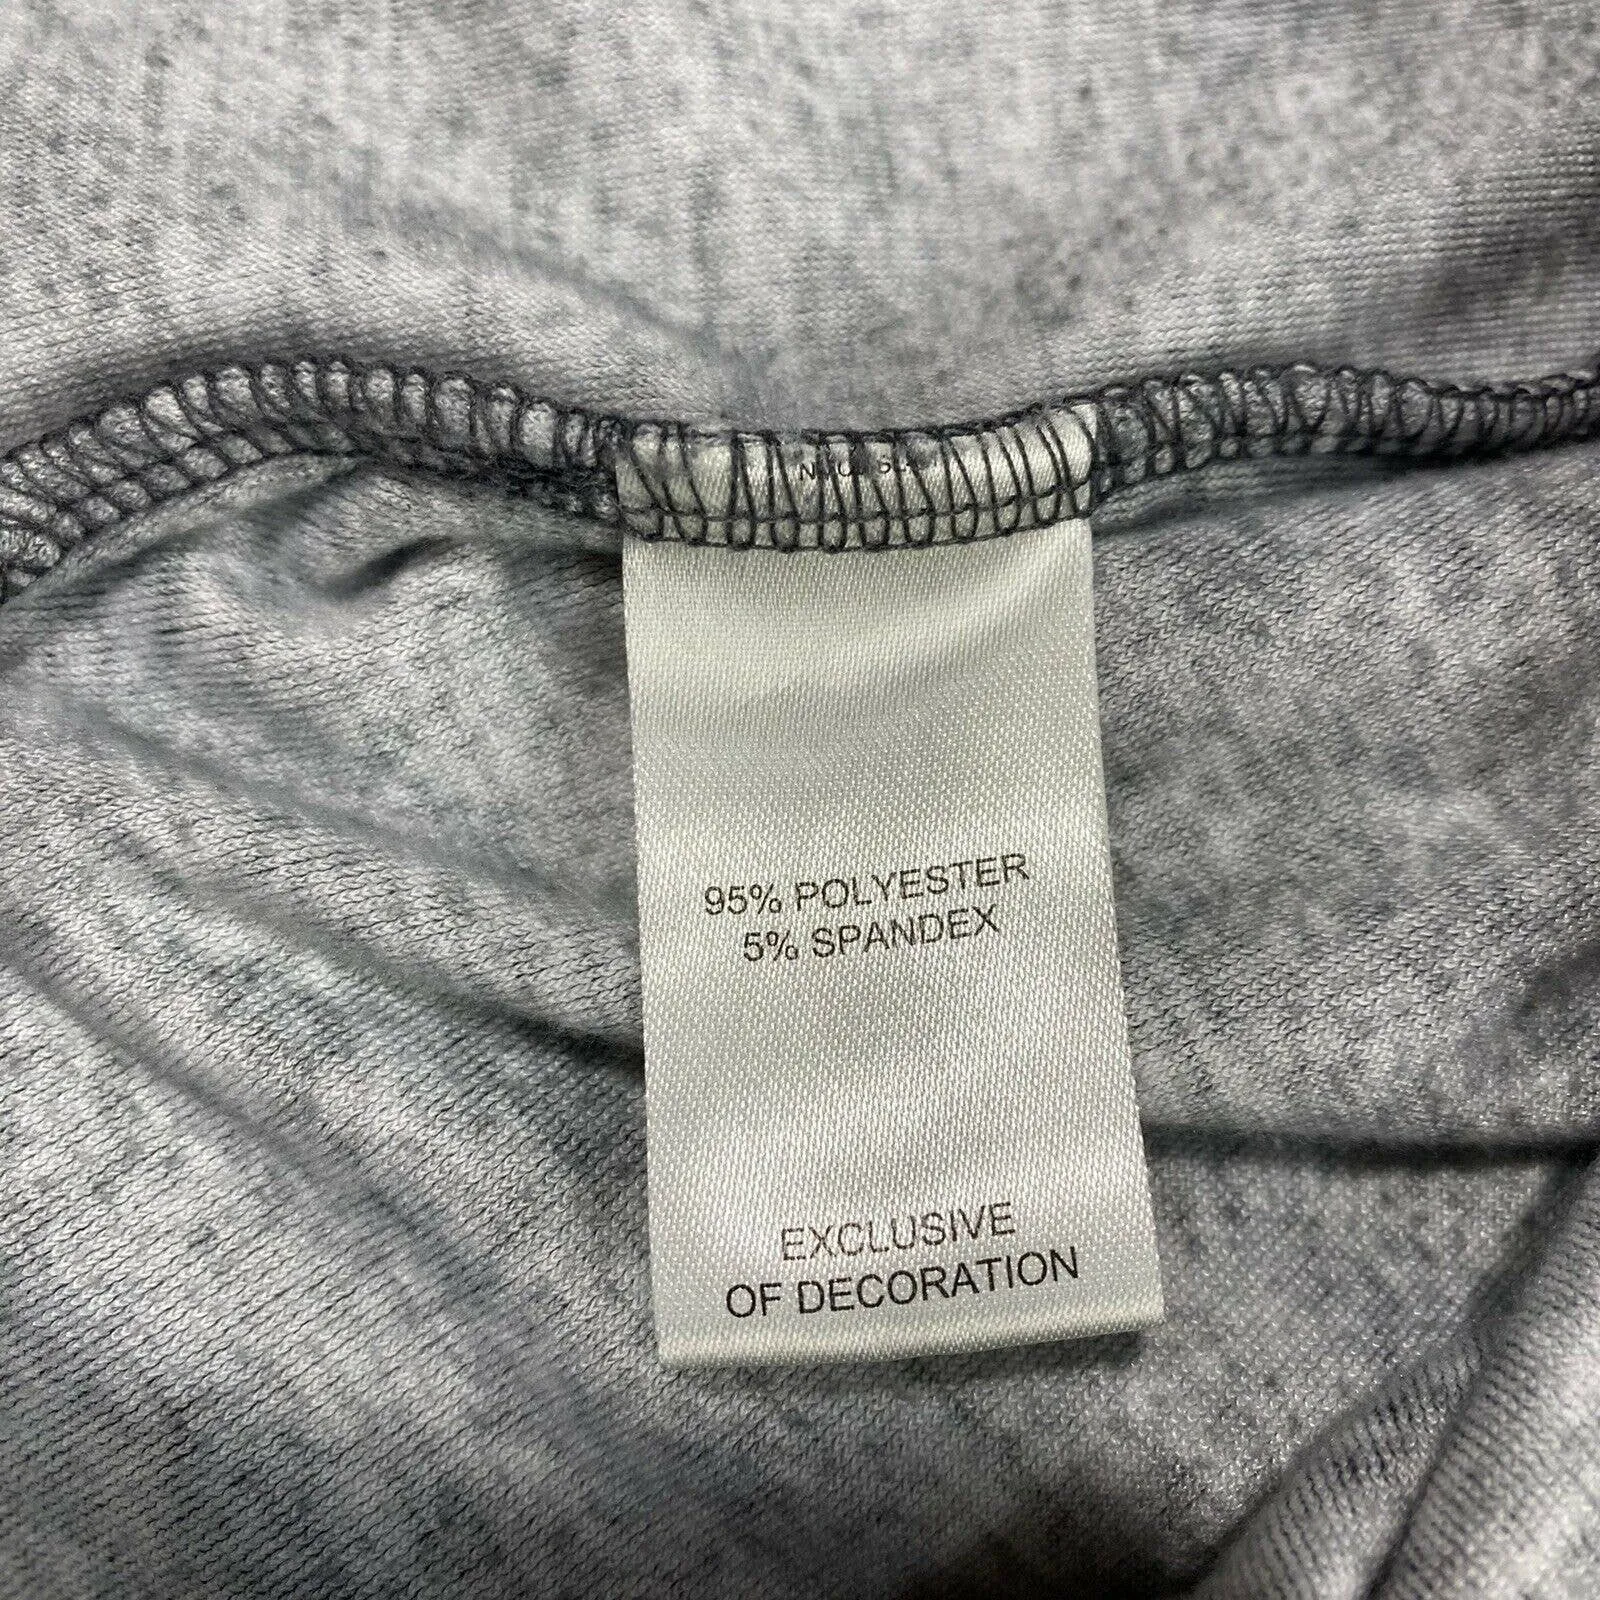 95% POLYESTER
5% SPANDEX
EXCLUSIVE
OF DECORATION